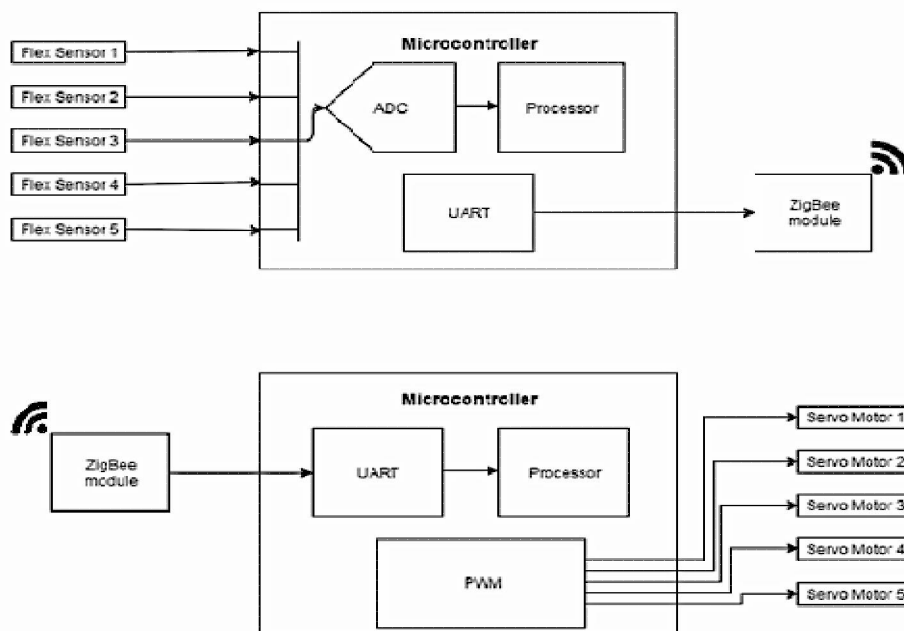 Microcontroller
Flex Sensor 1
Flex Sensor 2
Flex Sensor 3
Flex Sensor 4
Flex Sensor 5
ADC
Processor
UART
ZigBee
module
Microcontroller
ZigBee
module
UART
Processor
PWM
Servo Motor 1
Servo Motor 2
Servo Motor 3
Servo Motor 4
Servo Motor 5